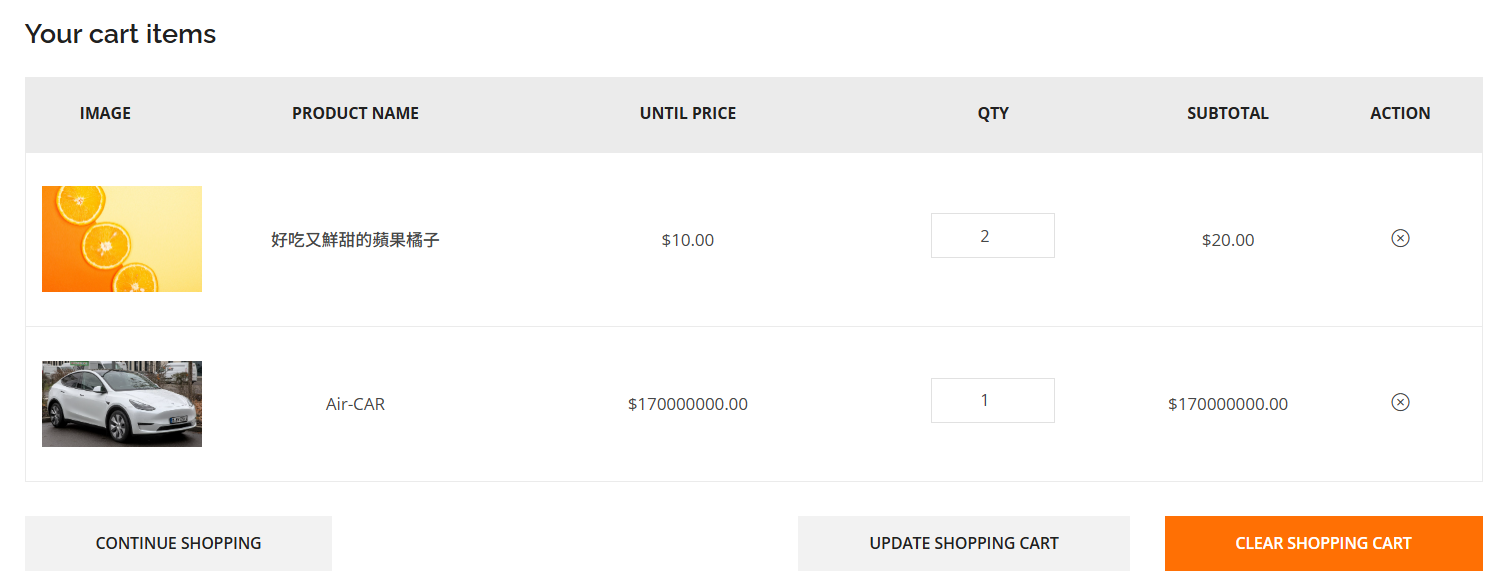 Your cart items
IMAGE PRODUCT NAME UNTIL PRICE QTY SUBTOTAL ACTION
好吃又鮮甜的蘋果橘子 $10.00 2 $20.00
Air-CAR $170000000.00 1 $170000000.00
CONTINUE SHOPPING UPDATE SHOPPING CART CLEAR SHOPPING CART